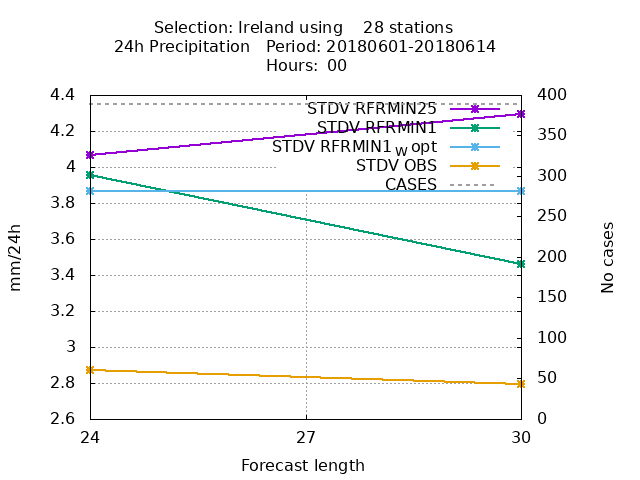 Selection: Ireland using    28 stations
24h Precipitation   Period: 20180601-20180614
Hours:  00
4.4
4.2
4
3.8
3.6
3.4
3.2
3
2.8
2.6
mm/24h
STDV RFRMIN25
STDV RFRMIN1
STDV RFRMIN1W opt
STDV OBS
CASES
400
350
300
250
200
150
100
50
0
No cases
24
27
30
Forecast length